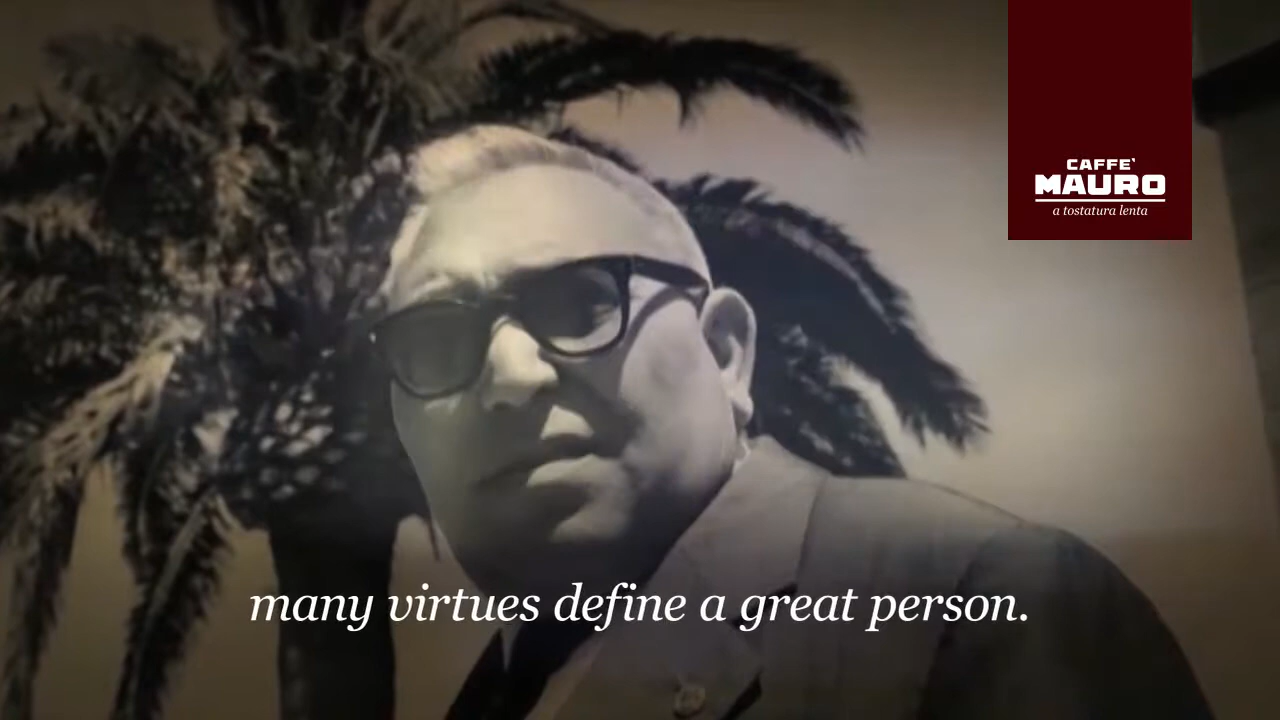 CAFFE'
MAURO
a tostatura lenta
many virtues define a great person.